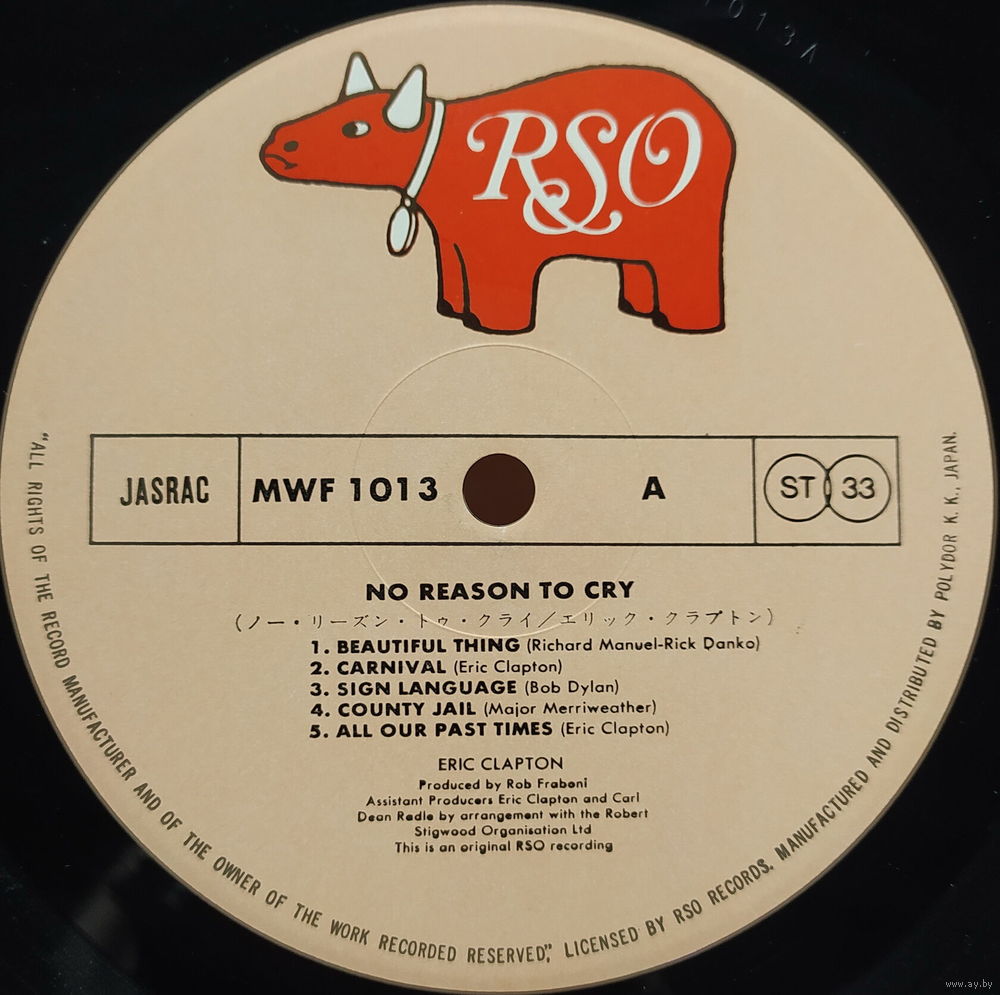 1013A
RSO
JASRAC
MWF 1013
A
ST 33
NO REASON TO CRY
(ノー・リーズン・トゥ・クライ／エリック・クラプトン)
1. BEAUTIFUL THING (Richard Manuel-Rick Danko)
2. CARNIVAL (Eric Clapton)
3. SIGN LANGUAGE (Bob Dylan)
4. COUNTY JAIL (Major Merriweather)
5. ALL OUR PAST TIMES (Eric Clapton)
ERIC CLAPTON
Produced by Rob Fraboni
Assistant Producers Eric Clapton and Carl
Dean Redle by arrangement with the Robert
Stigwood Organisation Ltd
This is an original RSO recording
"ALL RIGHTS OF THE RECORD MANUFACTURER AND OF THE OWNER OF THE WORK RECORDED RESERVED", LICENSED BY RSO RECORDS. MANUFACTURED AND DISTRIBUTED BY POLYDOR K. K., JAPAN.
www.ay.by